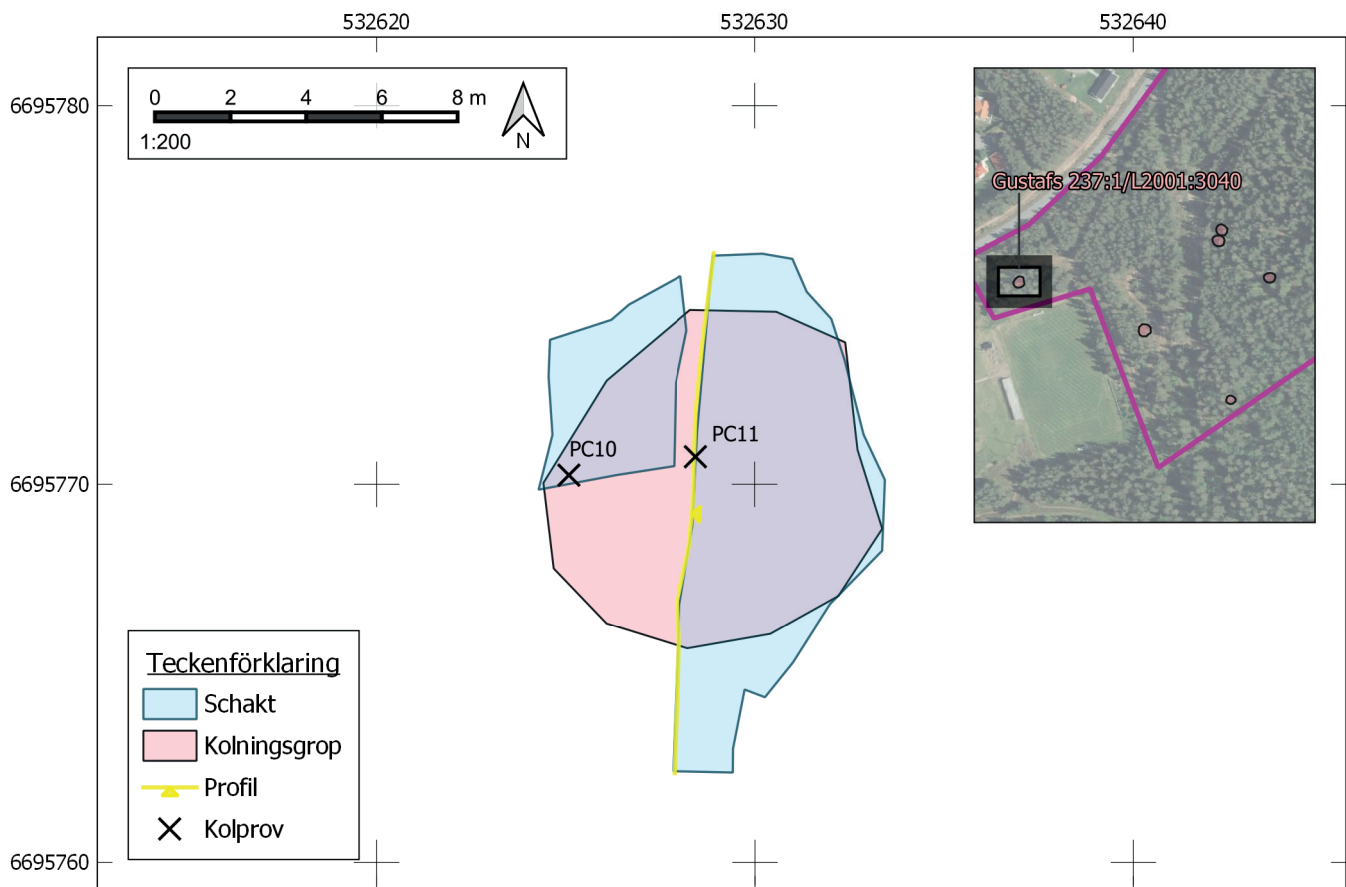 532620 532630 532640
6695780
0 2 4 6 8 m
1:200
N
Gustafs 237:1/L2001:3040
PC10 PC11
6695770
Teckenförklaring
Schakt
Kolningsgrop
Profil
Kolprov
6695760